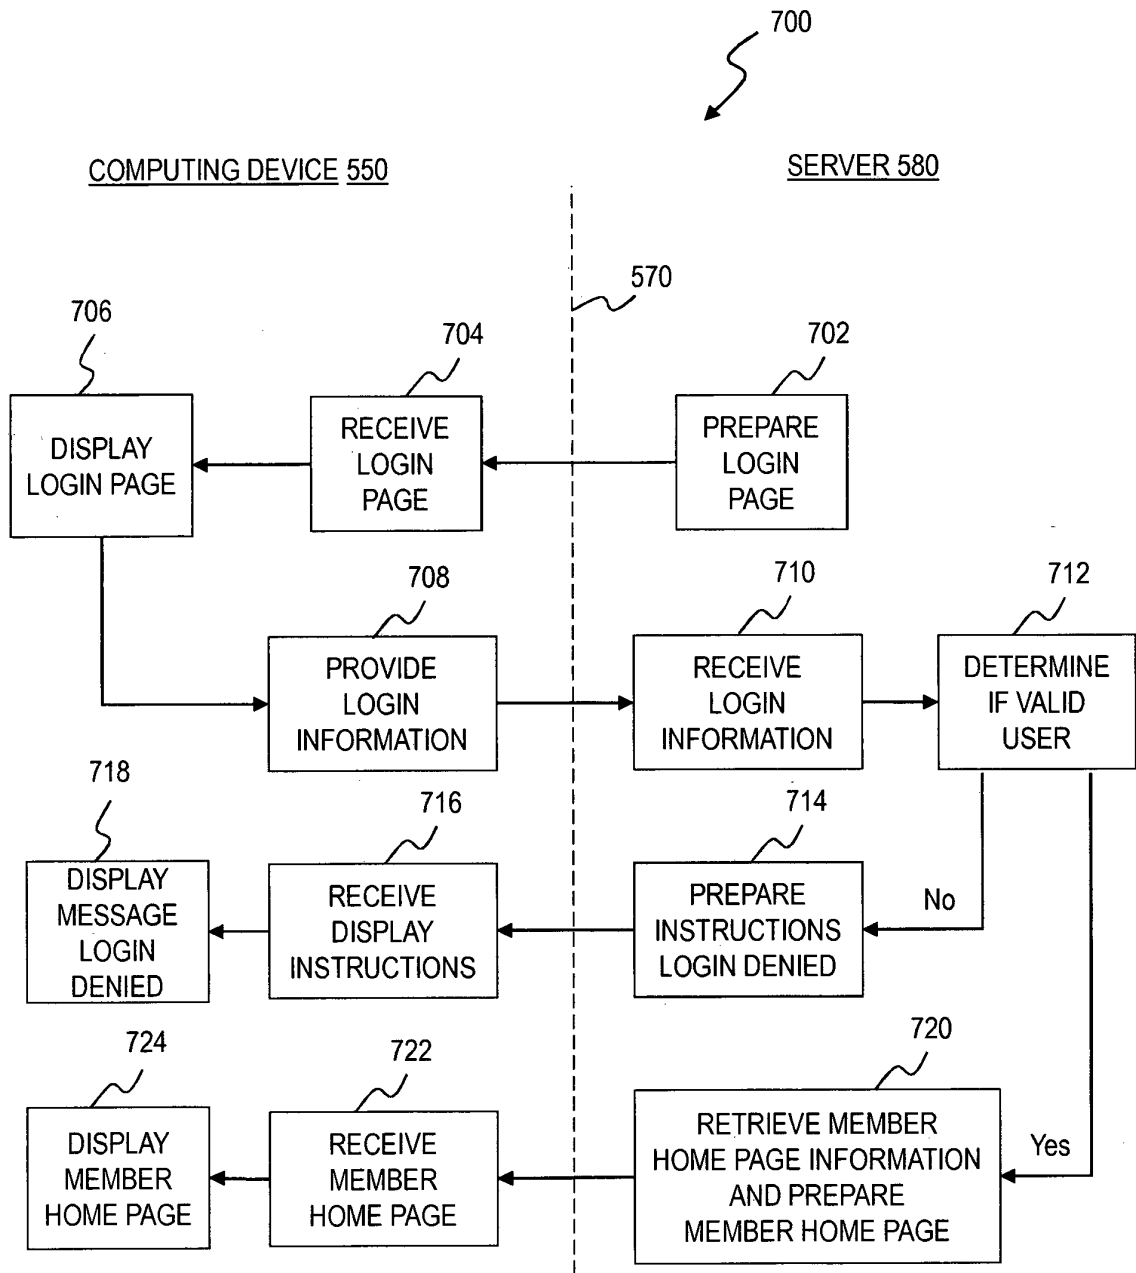 700
COMPUTING DEVICE 550
SERVER 580
570
706
704
702
DISPLAY
LOGIN PAGE
RECEIVE
LOGIN
PAGE
PREPARE
LOGIN
PAGE
708
710
712
PROVIDE
LOGIN
INFORMATION
RECEIVE
LOGIN
INFORMATION
DETERMINE
IF VALID
USER
718
716
714
DISPLAY
MESSAGE
LOGIN
DENIED
RECEIVE
DISPLAY
INSTRUCTIONS
PREPARE
INSTRUCTIONS
LOGIN DENIED
No
724
722
720
DISPLAY
MEMBER
HOME PAGE
RECEIVE
MEMBER
HOME PAGE
RETRIEVE MEMBER
HOME PAGE INFORMATION
AND PREPARE
MEMBER HOME PAGE
Yes